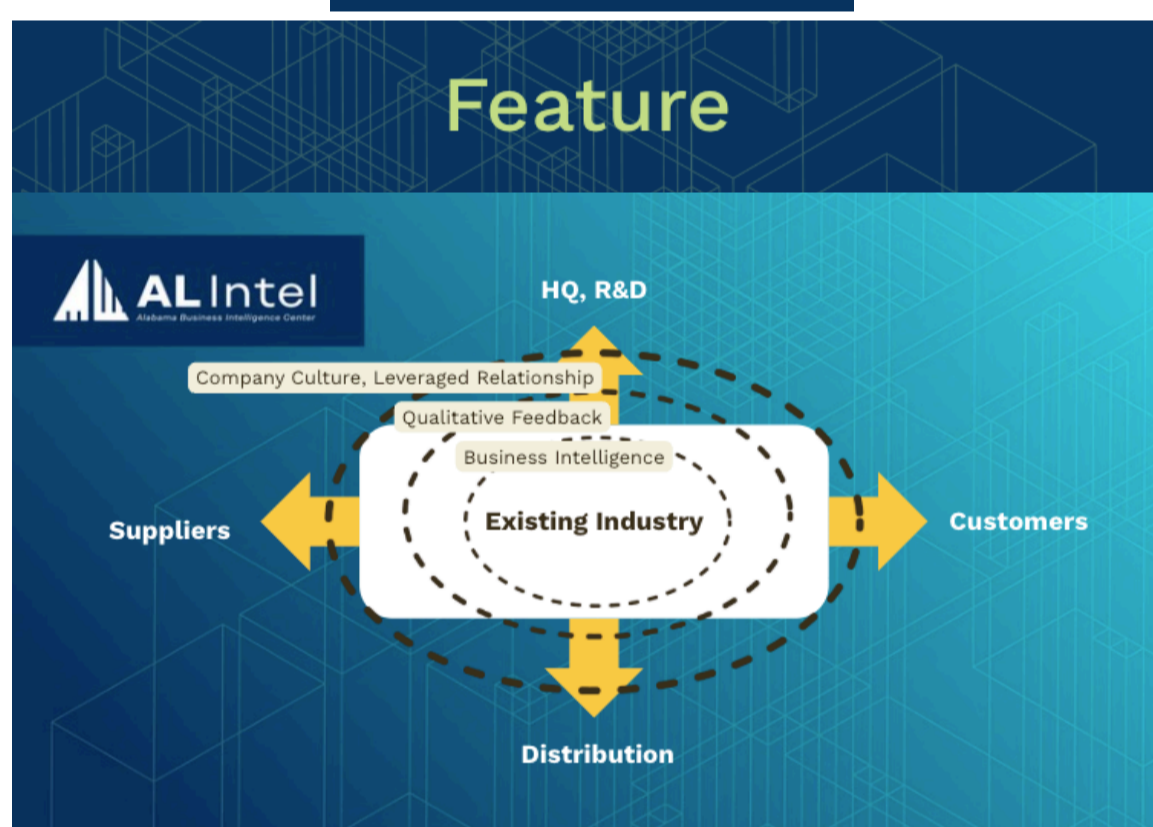 Feature
AL Intel
Alabama Business Intelligence Center
HQ, R&D
Company Culture, Leveraged Relationship
Qualitative Feedback
Business Intelligence
Existing Industry
Suppliers
Customers
Distribution